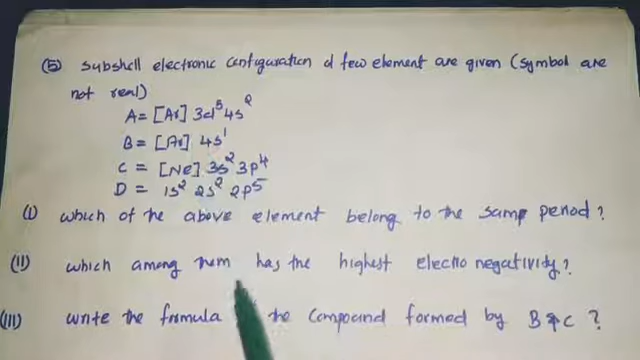 (5) Subshell electronic configuration of few element are given (symbol are
not real)
A = [Ar] 3d⁵ 4s²
B = [Ar] 4s¹
C = [Ne] 3s² 3p⁴
D = 1s² 2s² 2p⁵
(I) which of the above element belong to the same period?
(II) which among them has the highest electro negativity?
(III) write the formula the compound formed by B & C ?